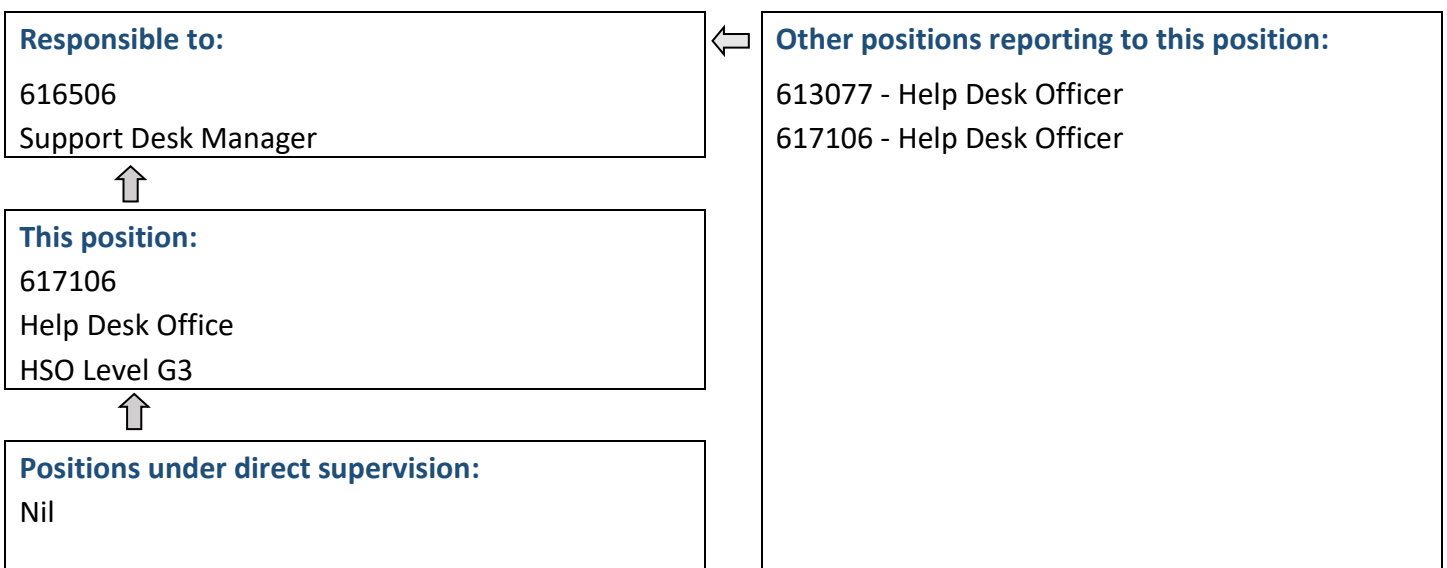 Responsible to:
616506
Support Desk Manager
This position:
617106
Help Desk Office
HSO Level G3
Positions under direct supervision:
Nil
Other positions reporting to this position:
613077 - Help Desk Officer
617106 - Help Desk Officer